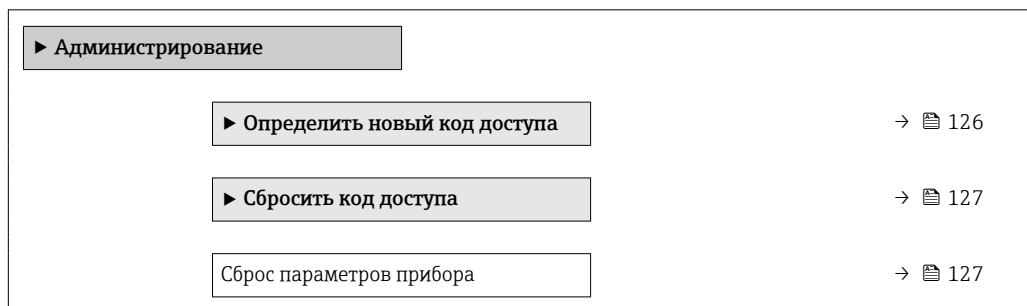 ▶ Администрирование
▶ Определить новый код доступа → 126
▶ Сбросить код доступа → 127
Сброс параметров прибора → 127